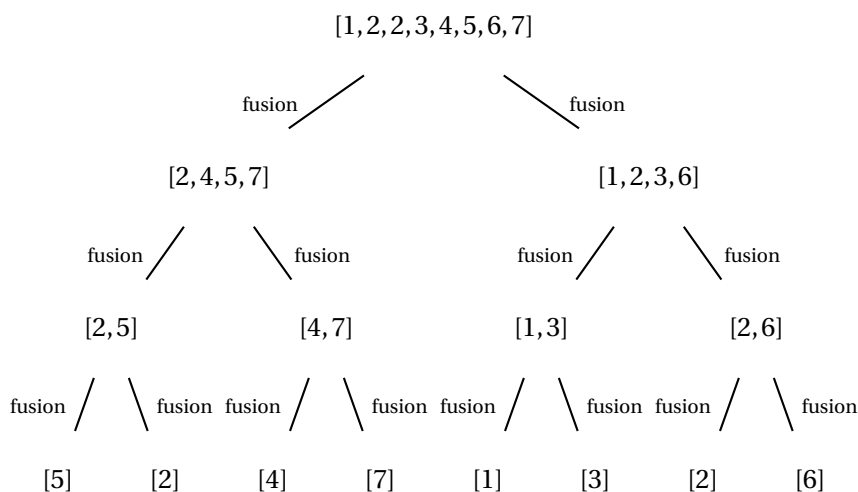 [1,2,2,3,4,5,6,7]
fusion fusion
[2,4,5,7] [1,2,3,6]
fusion fusion fusion fusion
[2,5] [4,7] [1,3] [2,6]
fusion fusion fusion fusion fusion fusion fusion fusion
[5] [2] [4] [7] [1] [3] [2] [6]